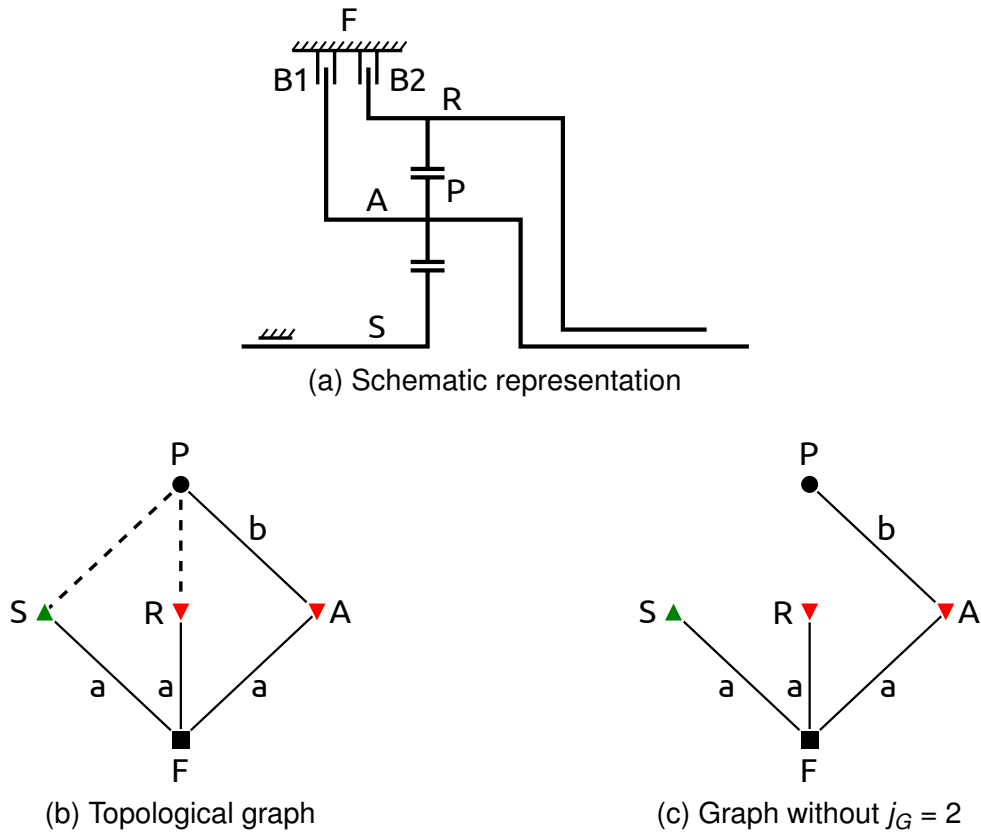 F
B1 B2
R
P
A
S
(a) Schematic representation
P
b
S R A
a a a
F
(b) Topological graph
P
b
S R A
a a a
F
(c) Graph without j_G = 2